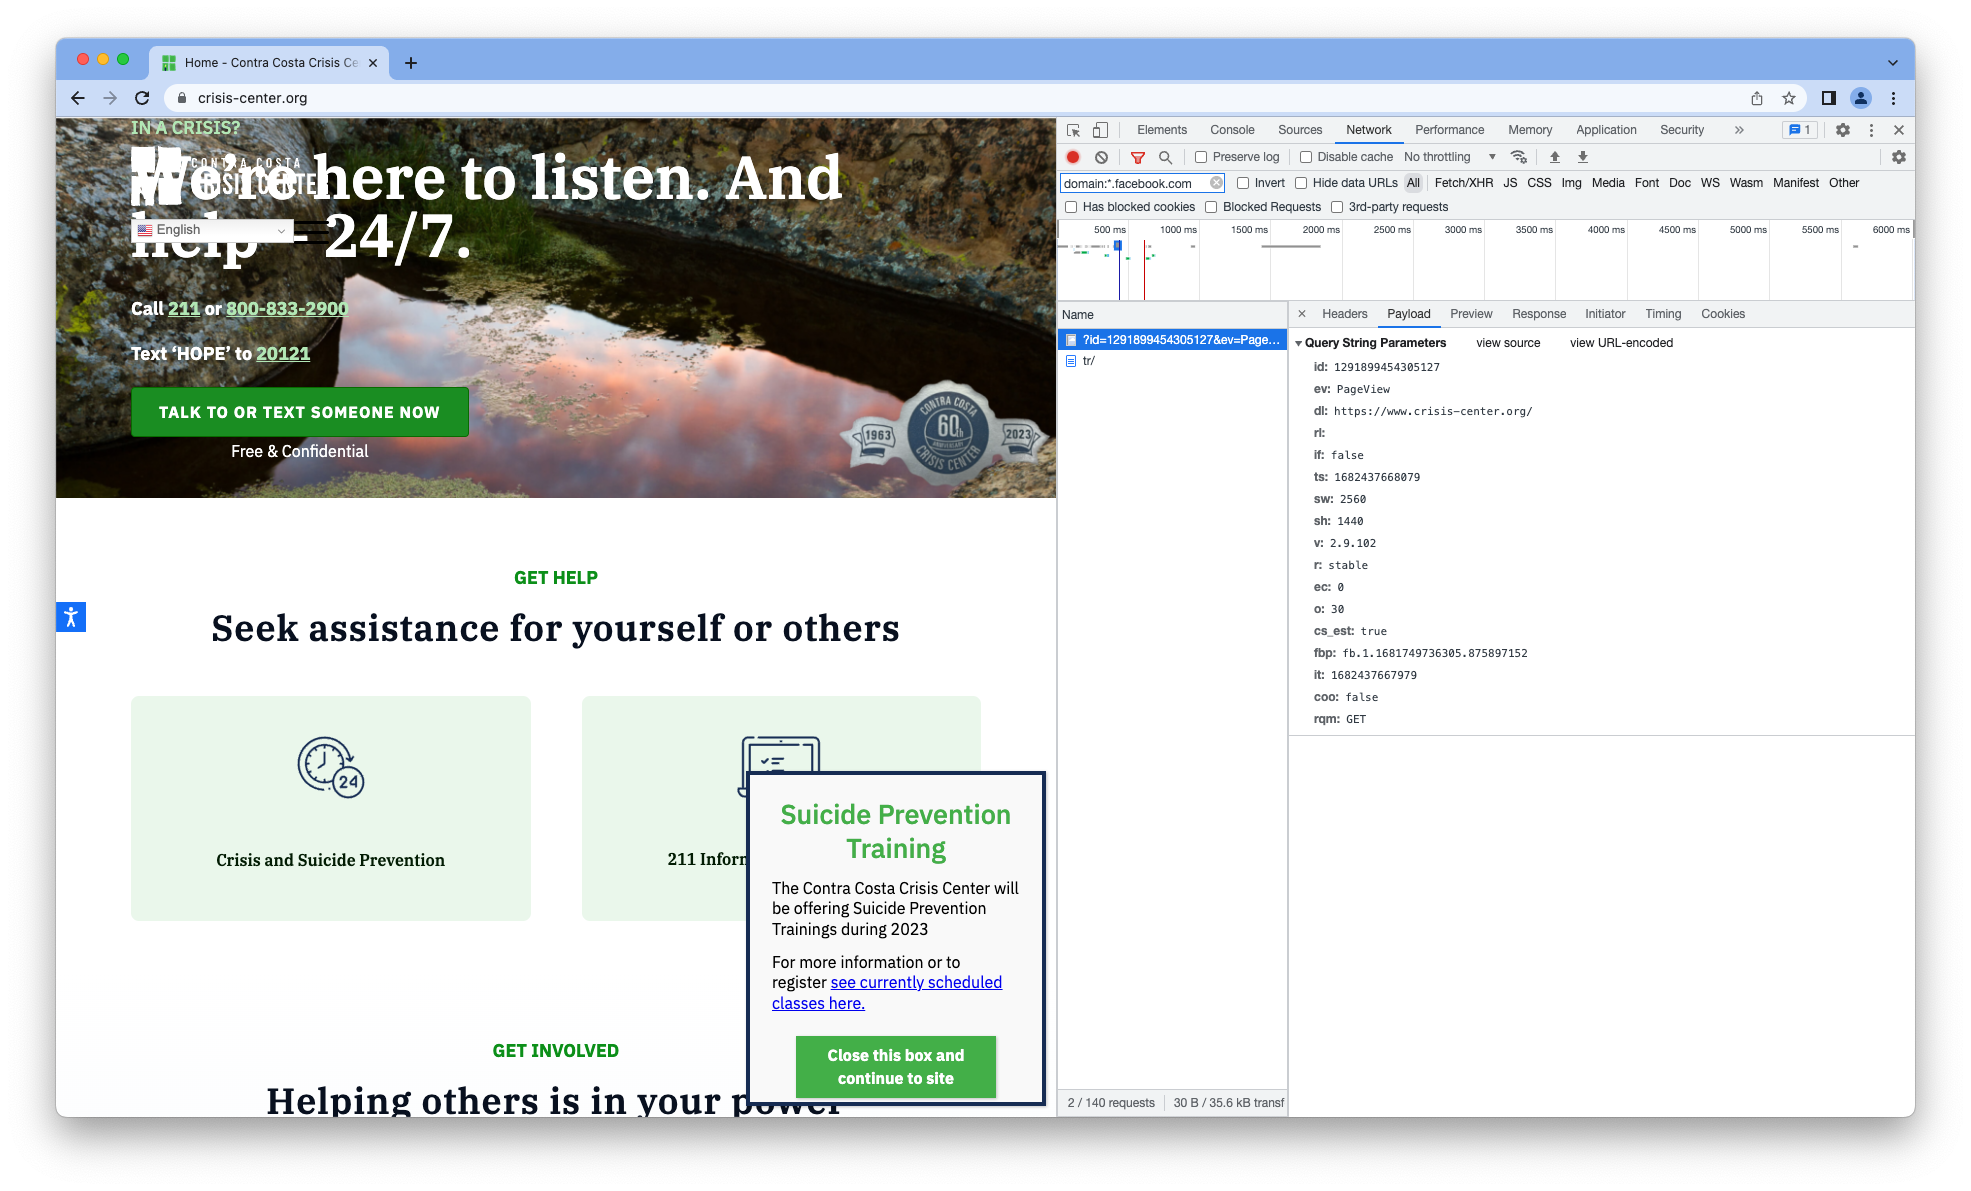 Home - Contra Costa Crisis Ce
crisis-center.org
IN A CRISIS?
CONTRA COSTA
CRISIS CENTER
We're here to listen. And
help – 24/7.
English
Call 211 or 800-833-2900
Text ‘HOPE’ to 20121
TALK TO OR TEXT SOMEONE NOW
Free & Confidential
CONTRA COSTA
1963
60th
ANNIVERSARY
2023
CRISIS CENTER
GET HELP
Seek assistance for yourself or others
24
Crisis and Suicide Prevention
211 Inform
GET INVOLVED
Helping others is in your power
Suicide Prevention
Training
The Contra Costa Crisis Center will
be offering Suicide Prevention
Trainings during 2023
For more information or to
register see currently scheduled
classes here.
Close this box and
continue to site
Elements Console Sources Network Performance Memory Application Security » 1
Preserve log Disable cache No throttling
domain:*.facebook.com Invert Hide data URLs All Fetch/XHR JS CSS Img Media Font Doc WS Wasm Manifest Other
Has blocked cookies Blocked Requests 3rd-party requests
500 ms 1000 ms 1500 ms 2000 ms 2500 ms 3000 ms 3500 ms 4000 ms 4500 ms 5000 ms 5500 ms 6000 ms
Name
?id=1291899454305127&ev=Page...
tr/
2 / 140 requests 30 B / 35.6 kB transf
Headers Payload Preview Response Initiator Timing Cookies
Query String Parameters view source view URL-encoded
id: 1291899454305127
ev: PageView
dl: https://www.crisis-center.org/
rl:
if: false
ts: 1682437668079
sw: 2560
sh: 1440
v: 2.9.102
r: stable
ec: 0
o: 30
cs_est: true
fbp: fb.1.1681749736305.875897152
it: 1682437667979
coo: false
rqm: GET